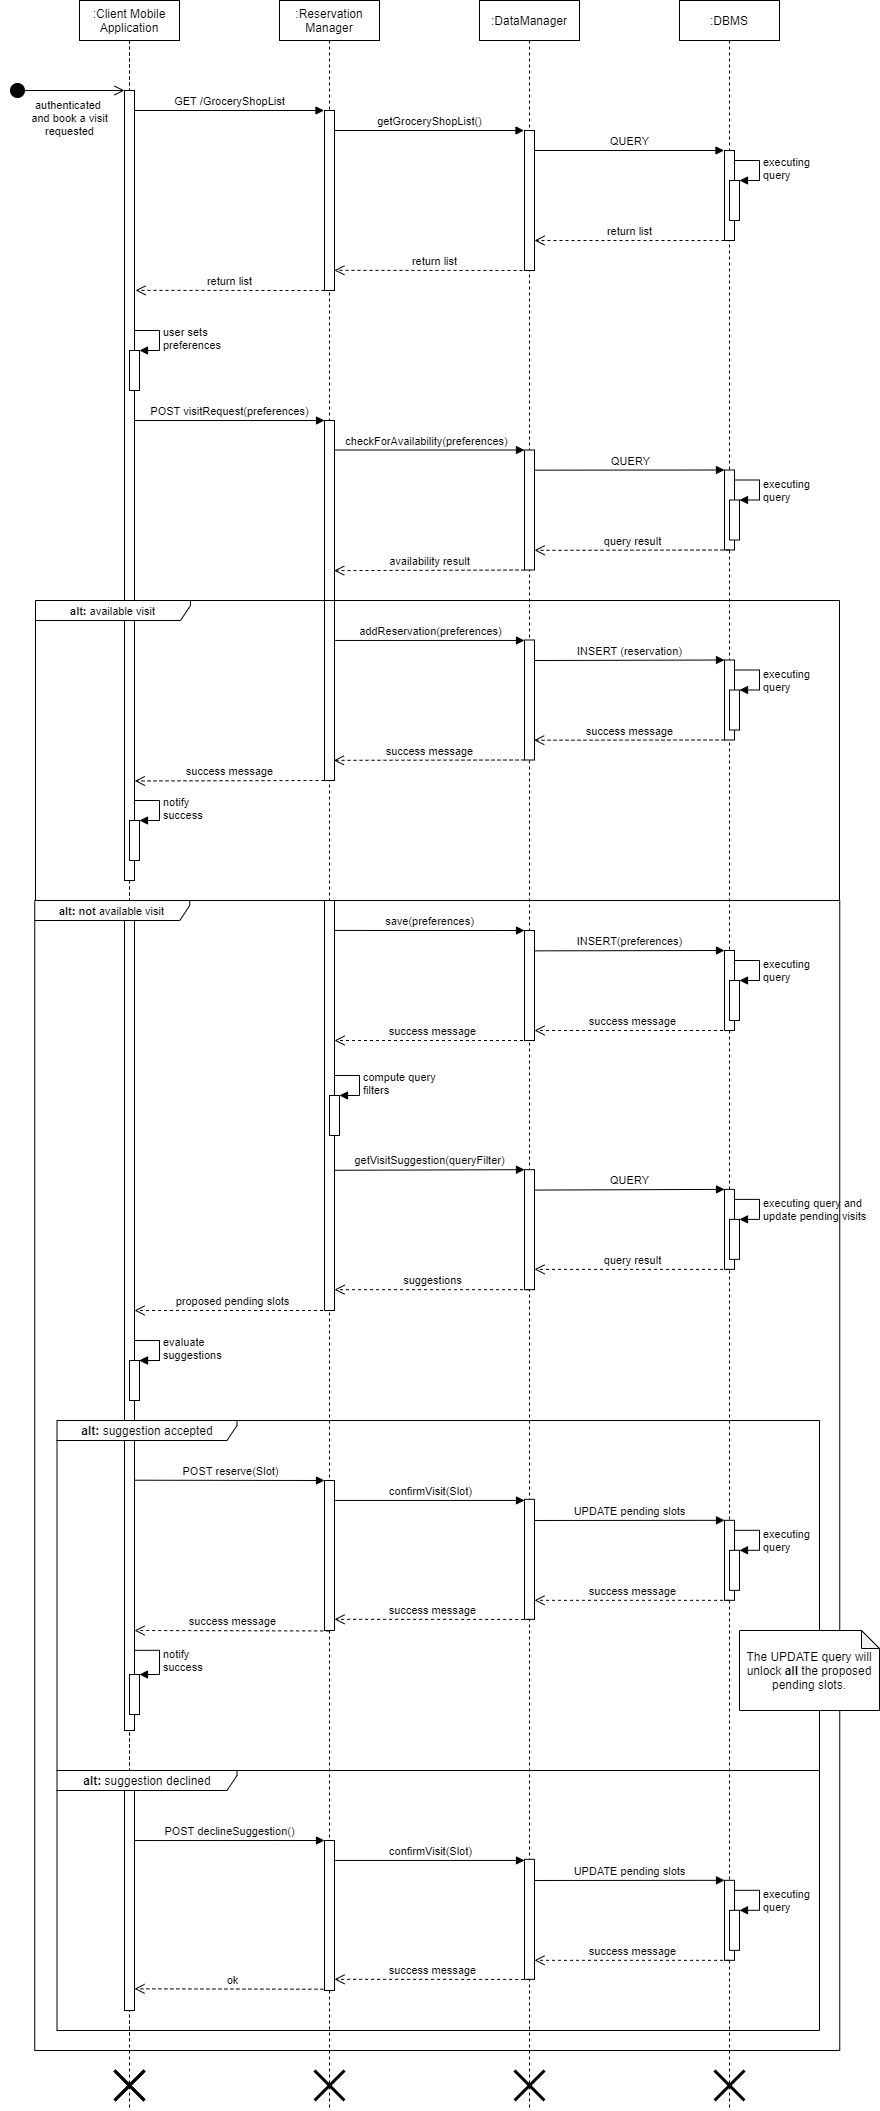 :Client Mobile
Application
:Reservation
Manager
:DataManager
:DBMS
authenticated
and book a visit
requested
GET /GroceryShopList
getGroceryShopList()
QUERY
executing
query
return list
return list
return list
user sets
preferences
POST visitRequest(preferences)
checkForAvailability(preferences)
QUERY
executing
query
query result
availability result
alt: available visit
addReservation(preferences)
INSERT (reservation)
executing
query
success message
success message
success message
notify
success
alt: not available visit
save(preferences)
INSERT(preferences)
executing
query
success message
success message
compute query
filters
getVisitSuggestion(queryFilter)
QUERY
executing query and
update pending visits
query result
suggestions
proposed pending slots
evaluate
suggestions
alt: suggestion accepted
POST reserve(Slot)
confirmVisit(Slot)
UPDATE pending slots
executing
query
success message
success message
success message
notify
success
The UPDATE query will
unlock all the proposed
pending slots.
alt: suggestion declined
POST declineSuggestion()
confirmVisit(Slot)
UPDATE pending slots
executing
query
success message
success message
ok